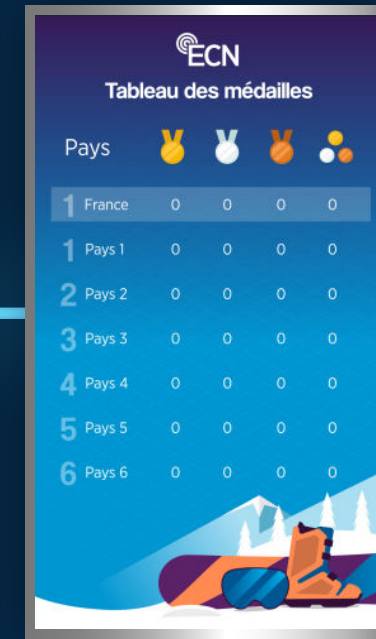 ECN
Tableau des médailles
Pays
1 France 0 0 0 0
1 Pays 1 0 0 0 0
2 Pays 2 0 0 0 0
3 Pays 3 0 0 0 0
4 Pays 4 0 0 0 0
5 Pays 5 0 0 0 0
6 Pays 6 0 0 0 0